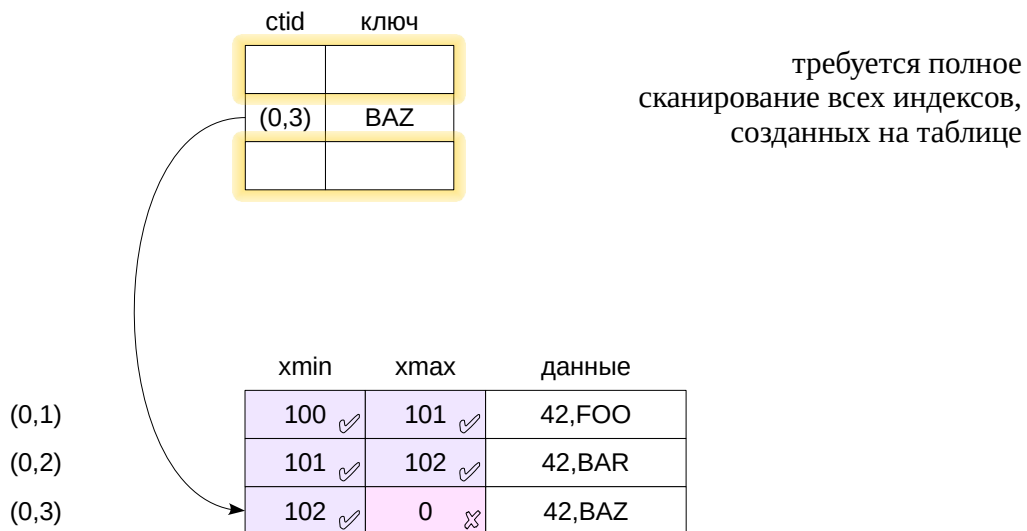 ctid ключ
требуется полное
сканирование всех индексов,
созданных на таблице
(0,3) BAZ
xmin xmax данные
(0,1) 100 101 42,FOO
(0,2) 101 102 42,BAR
(0,3) 102 0 42,BAZ